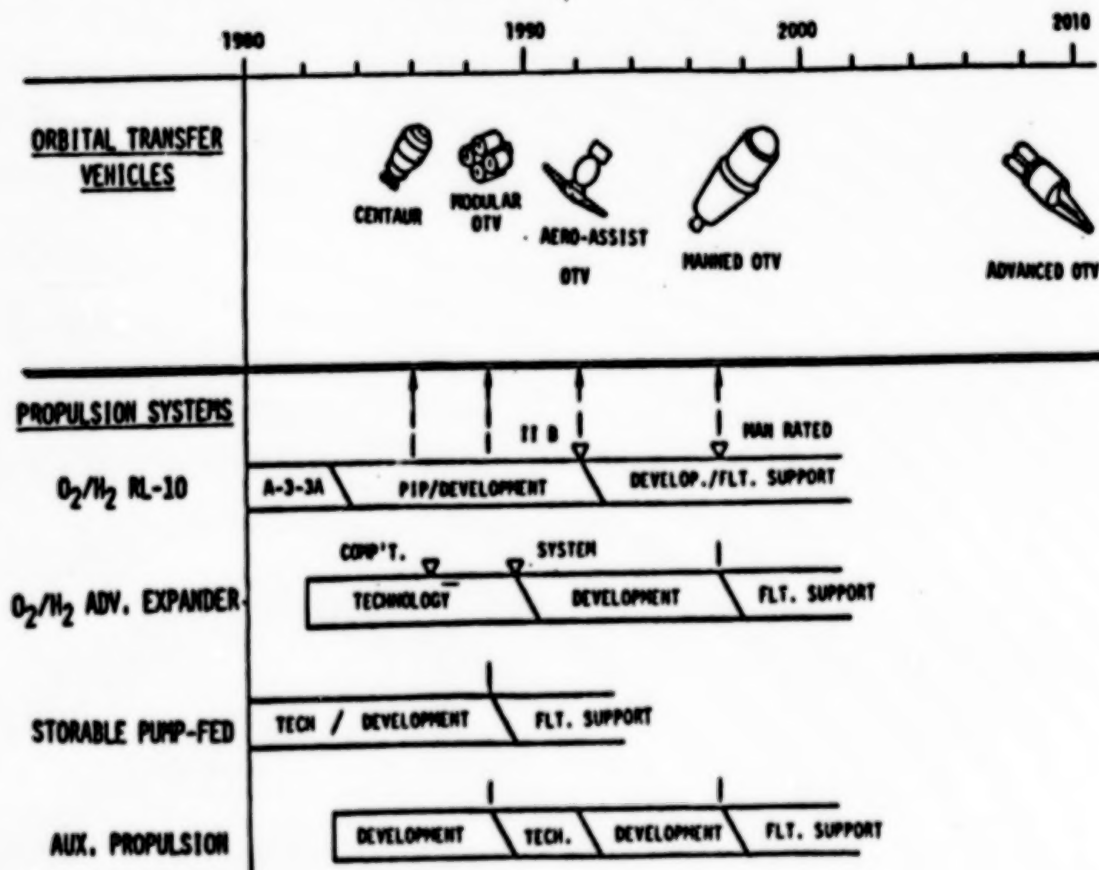 1980 1990 2000 2010
ORBITAL TRANSFER
VEHICLES
CENTAUR
MODULAR
OTV
AERO-ASSIST
OTV
MANNED OTV
ADVANCED OTV
PROPULSION SYSTEMS
II B
MAN RATED
O₂/H₂ RL-10
A-3-3A
PIP/DEVELOPMENT
DEVELOP./FLT. SUPPORT
COMP'T.
SYSTEM
O₂/H₂ ADV. EXPANDER
TECHNOLOGY
DEVELOPMENT
FLT. SUPPORT
STORABLE PUMP-FED
TECH / DEVELOPMENT
FLT. SUPPORT
AUX. PROPULSION
DEVELOPMENT
TECH.
DEVELOPMENT
FLT. SUPPORT